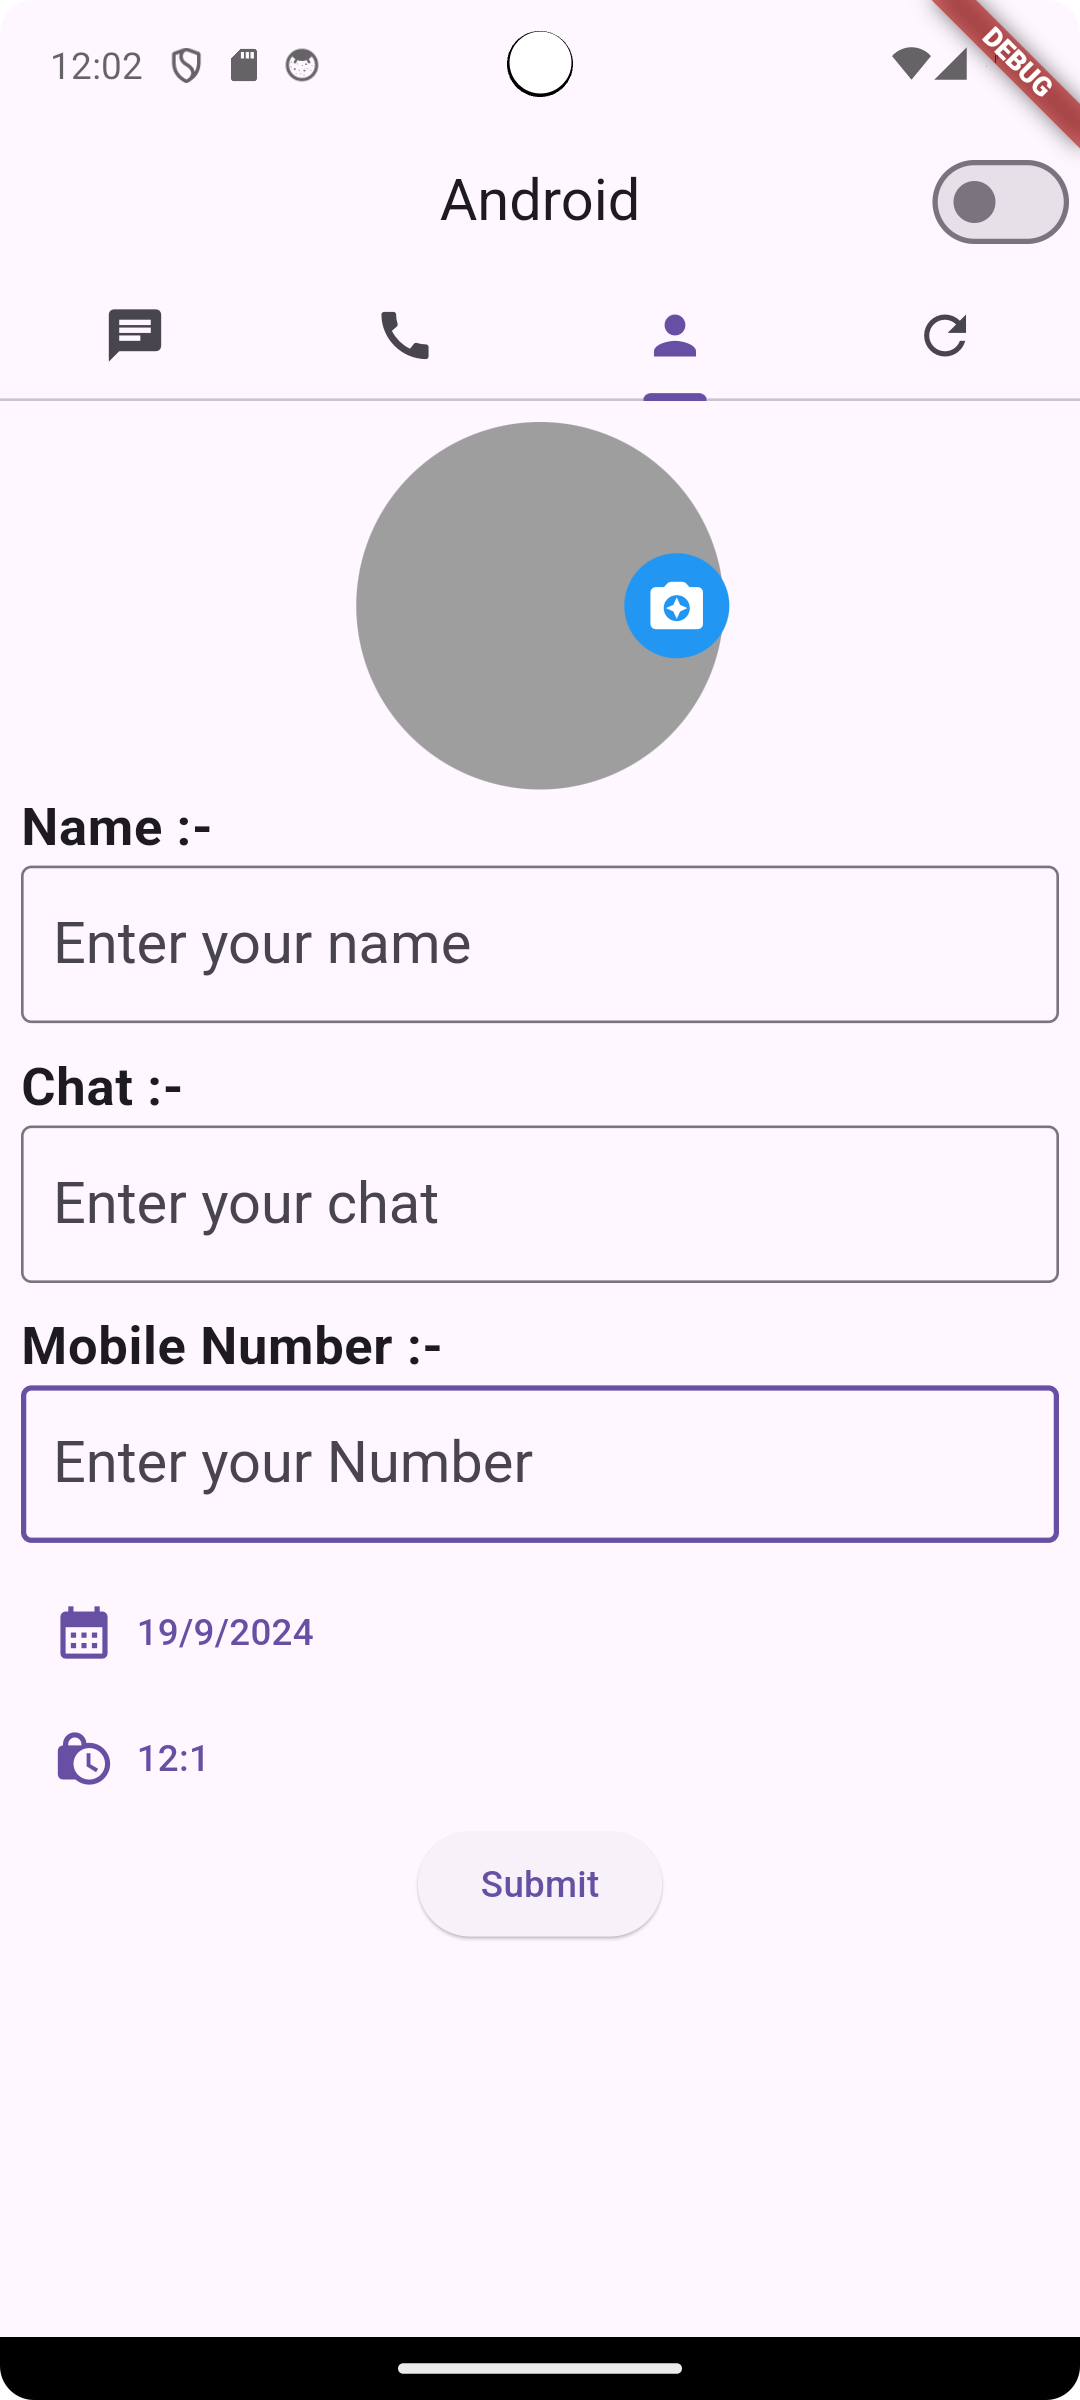 12:02
DEBUG
Android
Name :-
Enter your name
Chat :-
Enter your chat
Mobile Number :-
Enter your Number
19/9/2024
12:1
Submit